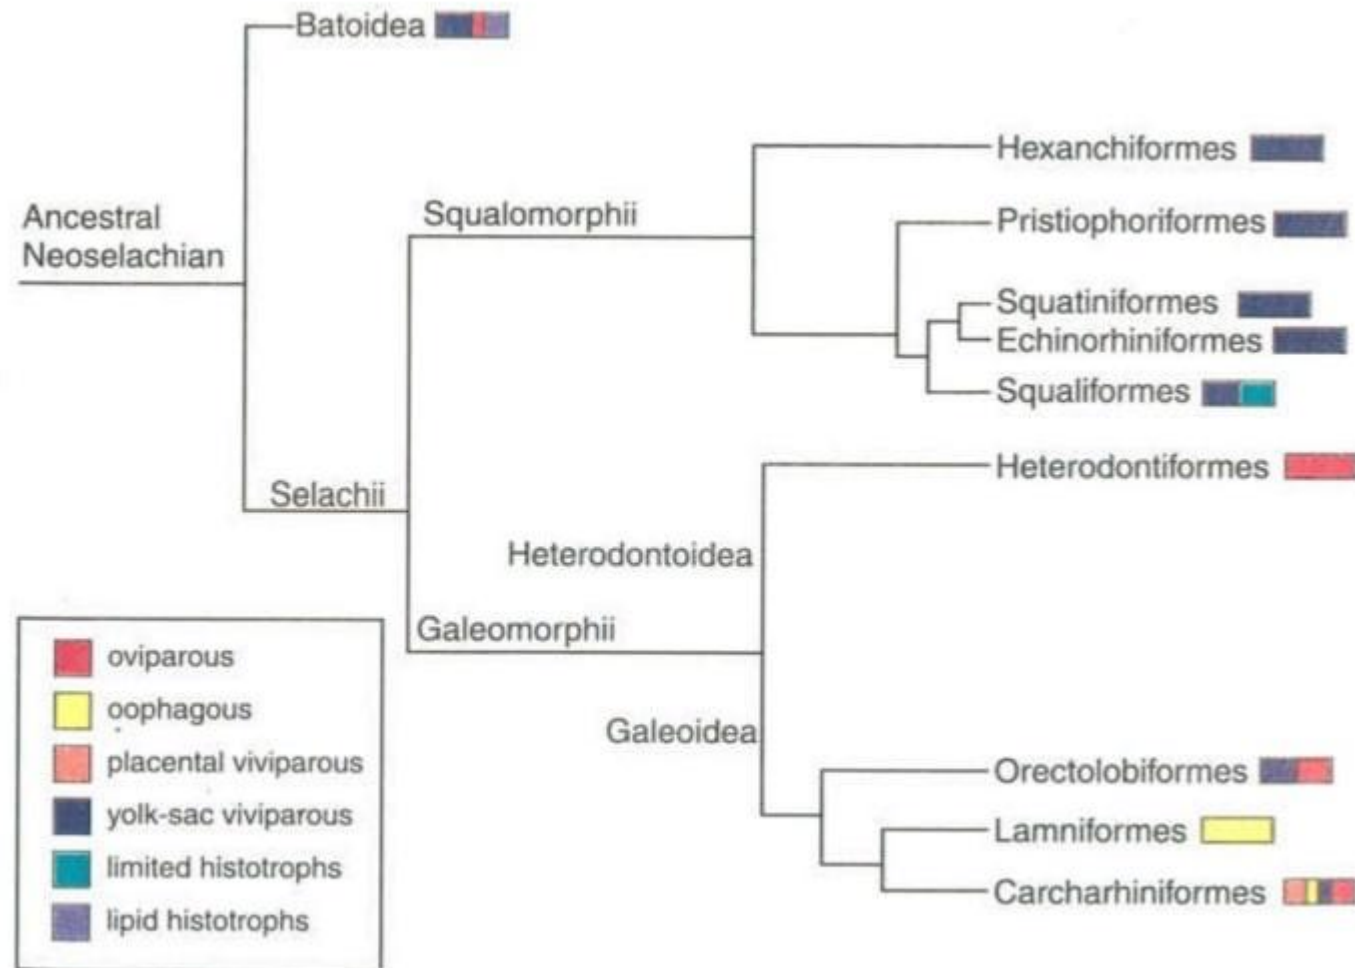 Batoidea
Hexanchiformes
Squalomorphii
Ancestral
Neoselachian
Pristiophoriformes
Squatiniformes
Echinorhiniformes
Squaliformes
Heterodontiformes
Selachii
Heterodontoidea
Galeomorphii
Galeoidea
Orectolobiformes
Lamniformes
Carcharhiniformes
oviparous
oophagous
placental viviparous
yolk-sac viviparous
limited histotrophs
lipid histotrophs